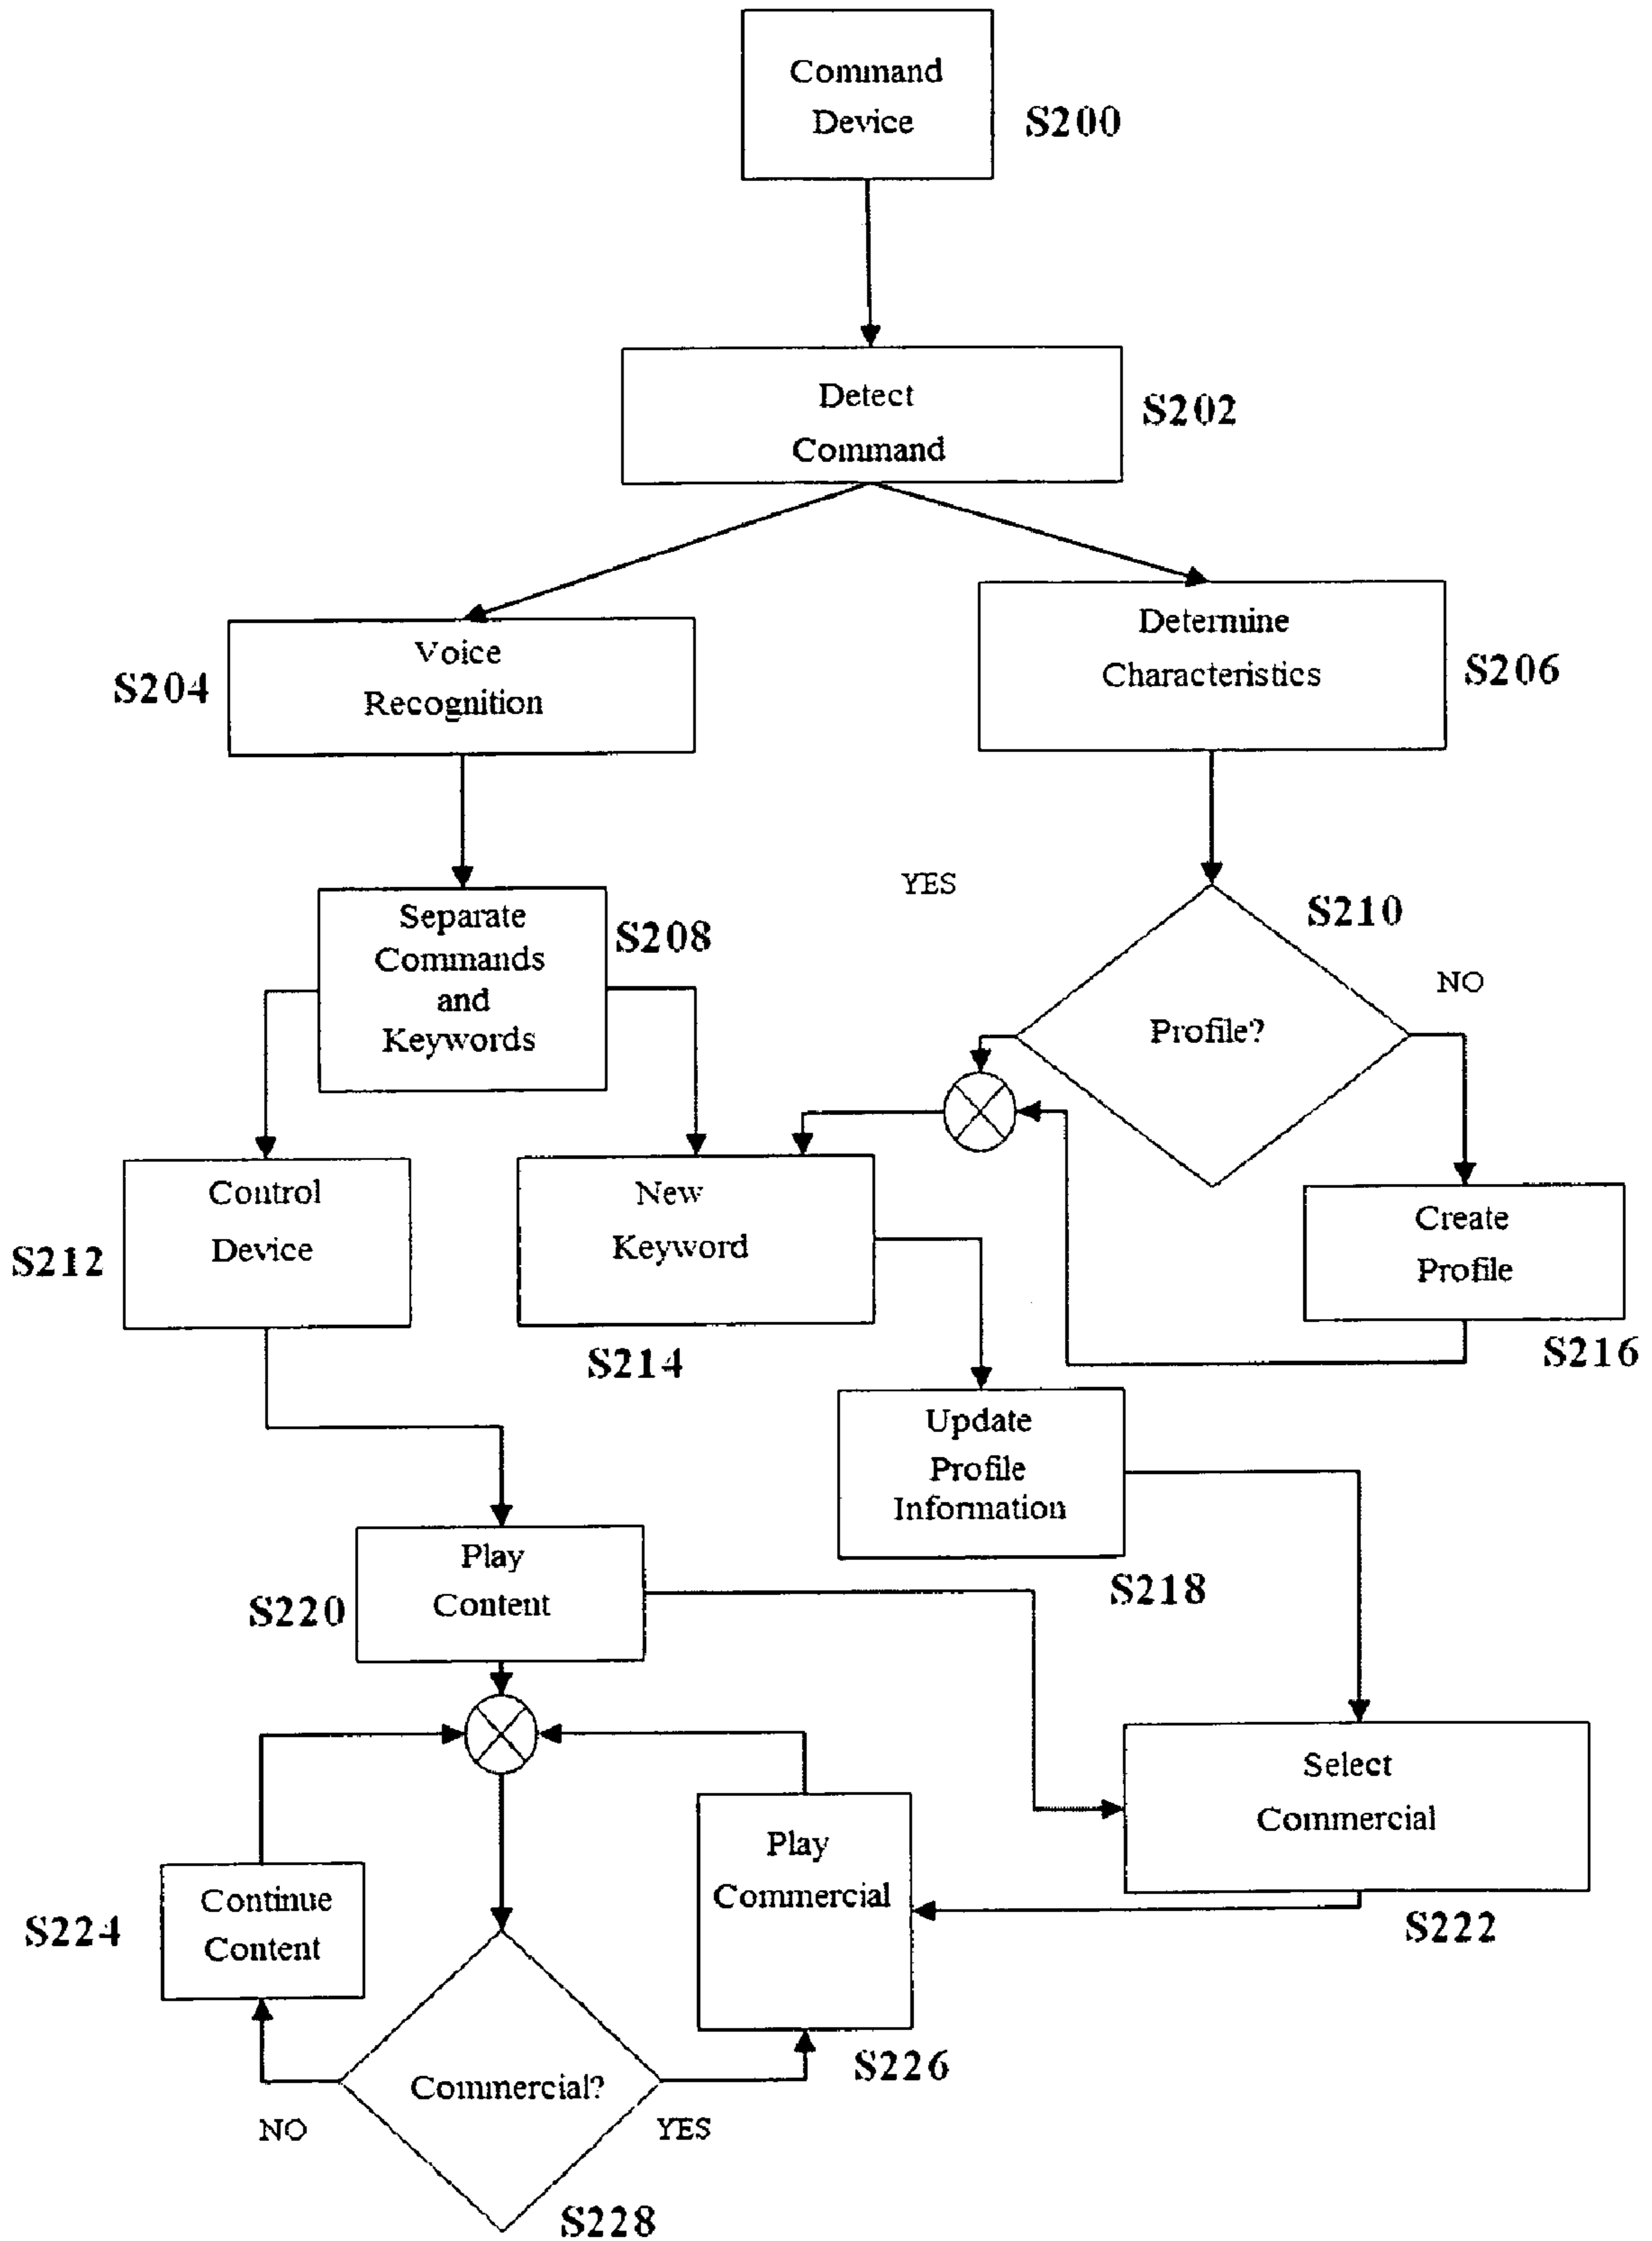 Command
Device
S200
Detect
Command
S202
Voice
Recognition
S204
Determine
Characteristics
S206
Separate
Commands
and
Keywords
S208
YES
S210
NO
Profile?
Control
Device
S212
New
Keyword
S214
Create
Profile
S216
Update
Profile
Information
S218
Play
Content
S220
Select
Commercial
S222
Continue
Content
S224
Play
Commercial
S226
Commercial?
NO
YES
S228